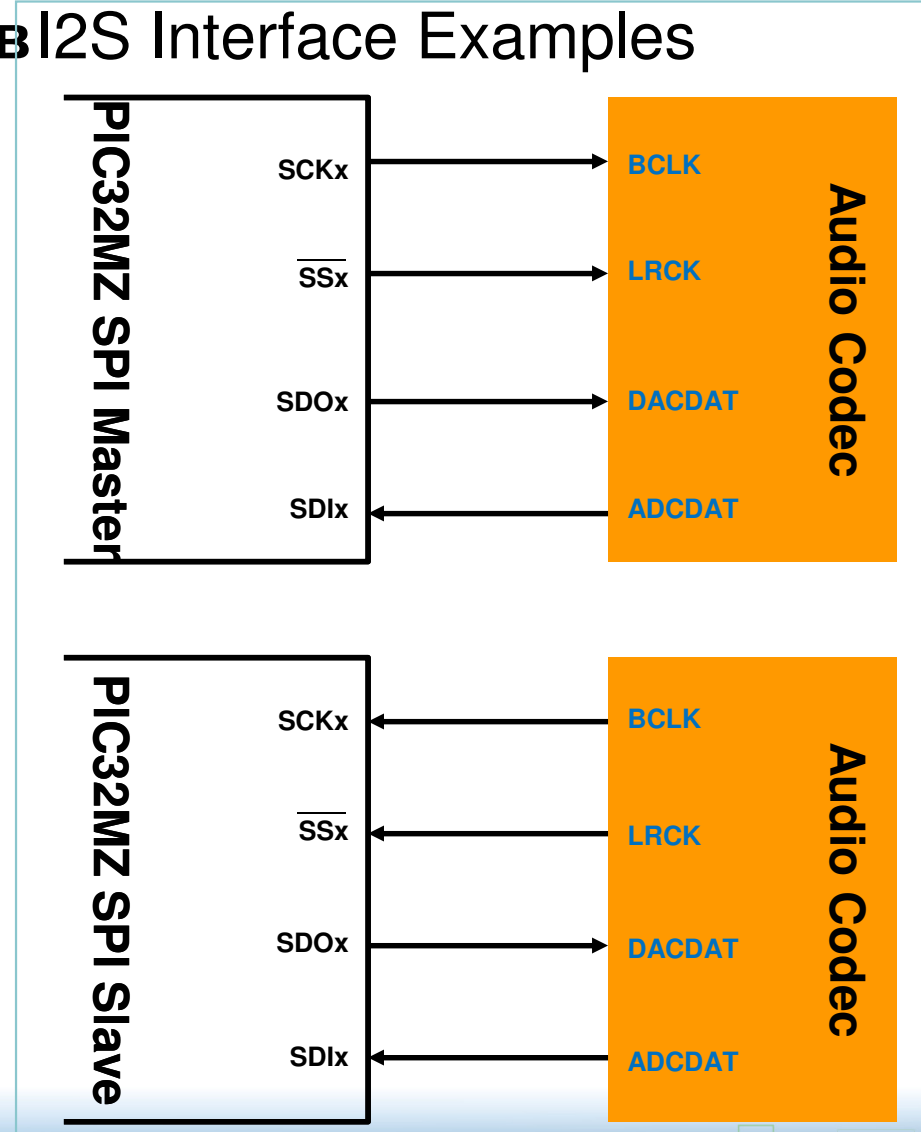 B I2S Interface Examples
PIC32MZ SPI Master
SCKx
SSx
SDOx
SDIx
BCLK
LRCK
DACDAT
ADCDAT
Audio Codec
PIC32MZ SPI Slave
SCKx
SSx
SDOx
SDIx
BCLK
LRCK
DACDAT
ADCDAT
Audio Codec